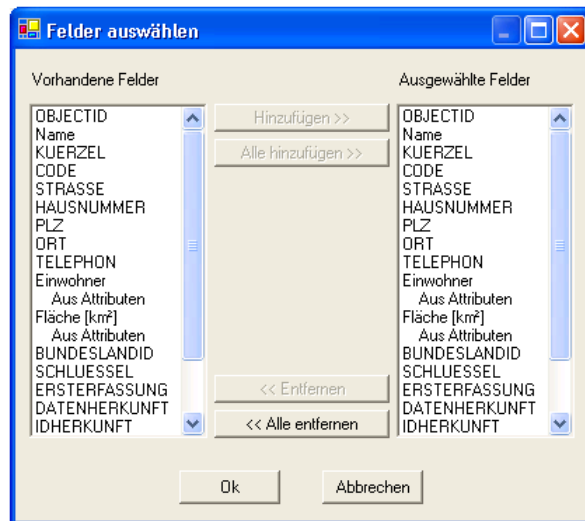 Felder auswählen
Vorhandene Felder
Ausgewählte Felder
OBJECTID
Name
KUERZEL
CODE
STRASSE
HAUSNUMMER
PLZ
ORT
TELEPHON
Einwohner
Aus Attributen
Fläche [km²]
Aus Attributen
BUNDESLANDID
SCHLUESSEL
ERSTERFASSUNG
DATENHERKUNFT
IDHERKUNFT
Hinzufügen >>
Alle hinzufügen >>
<< Entfernen
<< Alle entfernen
OBJECTID
Name
KUERZEL
CODE
STRASSE
HAUSNUMMER
PLZ
ORT
TELEPHON
Einwohner
Aus Attributen
Fläche [km²]
Aus Attributen
BUNDESLANDID
SCHLUESSEL
ERSTERFASSUNG
DATENHERKUNFT
IDHERKUNFT
Ok
Abbrechen